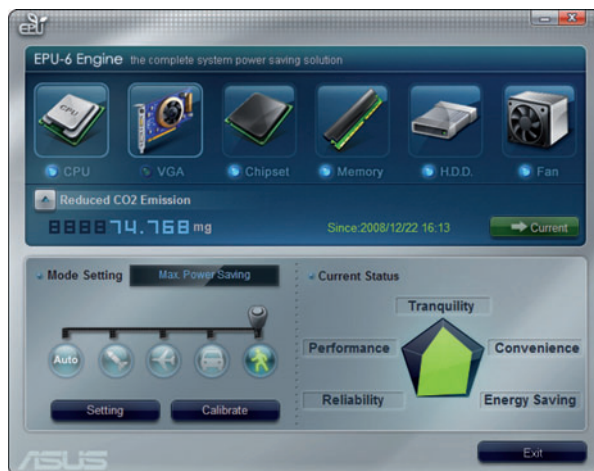 EPU
EPU-6 Engine the complete system power saving solution
CPU
CPU VGA Chipset Memory H.D.D. Fan
Reduced CO2 Emission
888874.768 mg Since:2008/12/22 16:13 Current
Mode Setting Max. Power Saving
Auto
Setting Calibrate
Current Status
Tranquility
Performance Convenience
Reliability Energy Saving
ASUS
Exit